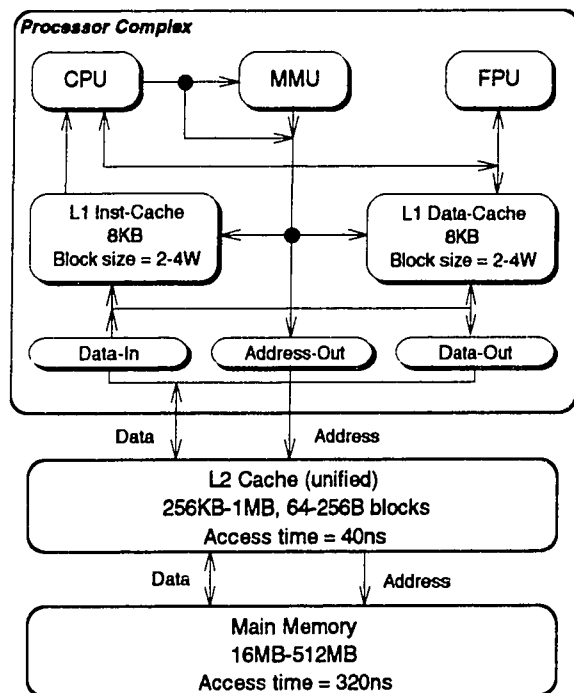 Processor Complex
CPU
MMU
FPU
L1 Inst-Cache
8KB
Block size = 2-4W
L1 Data-Cache
8KB
Block size = 2-4W
Data-In
Address-Out
Data-Out
Data
Address
L2 Cache (unified)
256KB-1MB, 64-256B blocks
Access time = 40ns
Data
Address
Main Memory
16MB-512MB
Access time = 320ns